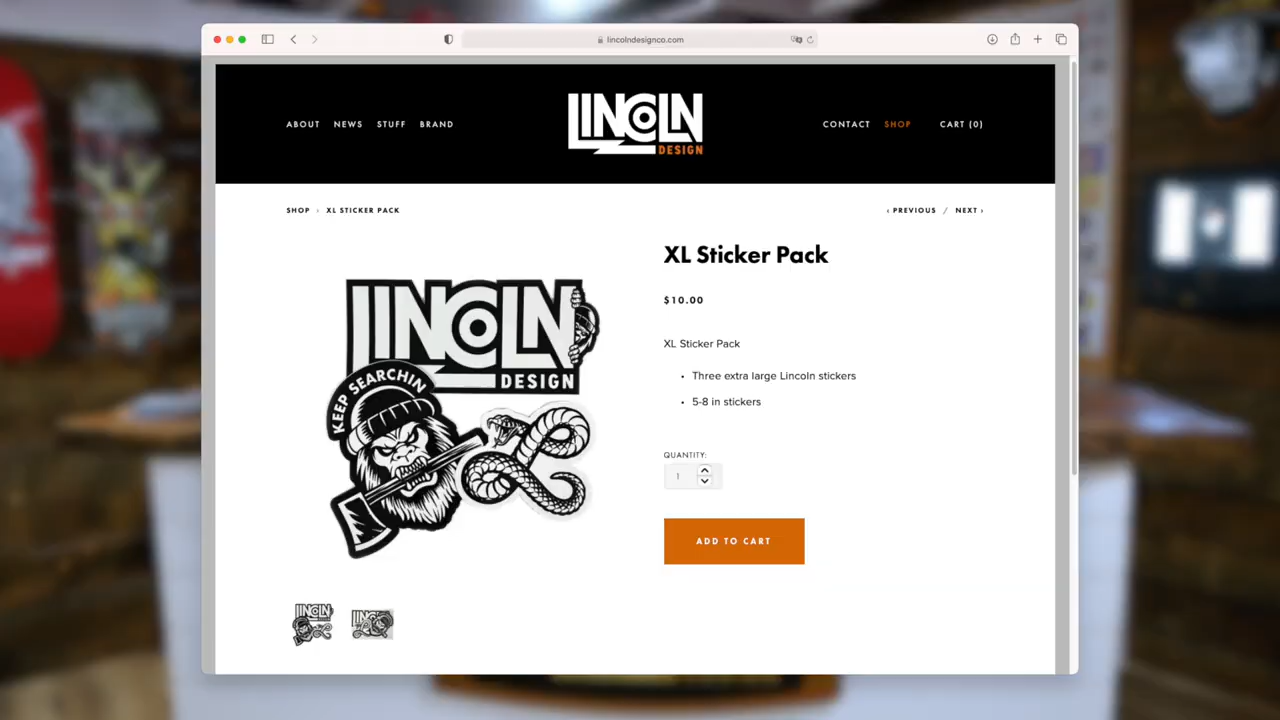 lincolndesignco.com
ABOUT NEWS STUFF BRAND
LINCOLN
DESIGN
CONTACT SHOP CART (0)
SHOP › XL STICKER PACK
‹ PREVIOUS / NEXT ›
LINCOLN
DESIGN
KEEP SEARCHIN
XL Sticker Pack
$10.00
XL Sticker Pack
• Three extra large Lincoln stickers
• 5-8 in stickers
QUANTITY:
1
ADD TO CART